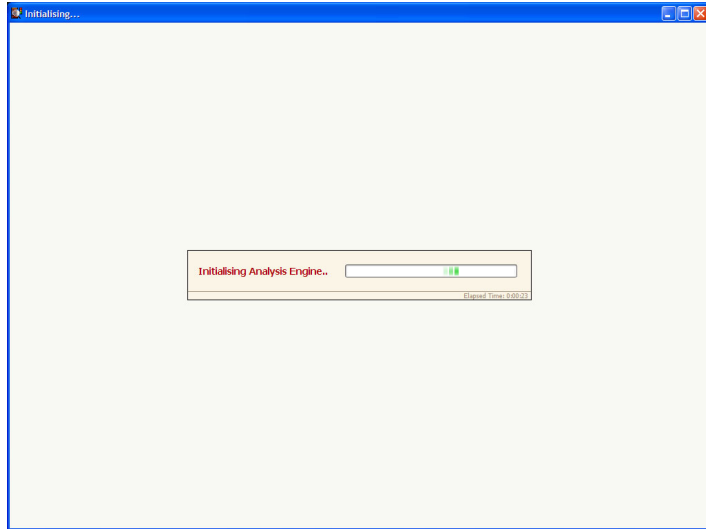 Initialising...
Initialising Analysis Engine..
Elapsed Time: 0:00:23